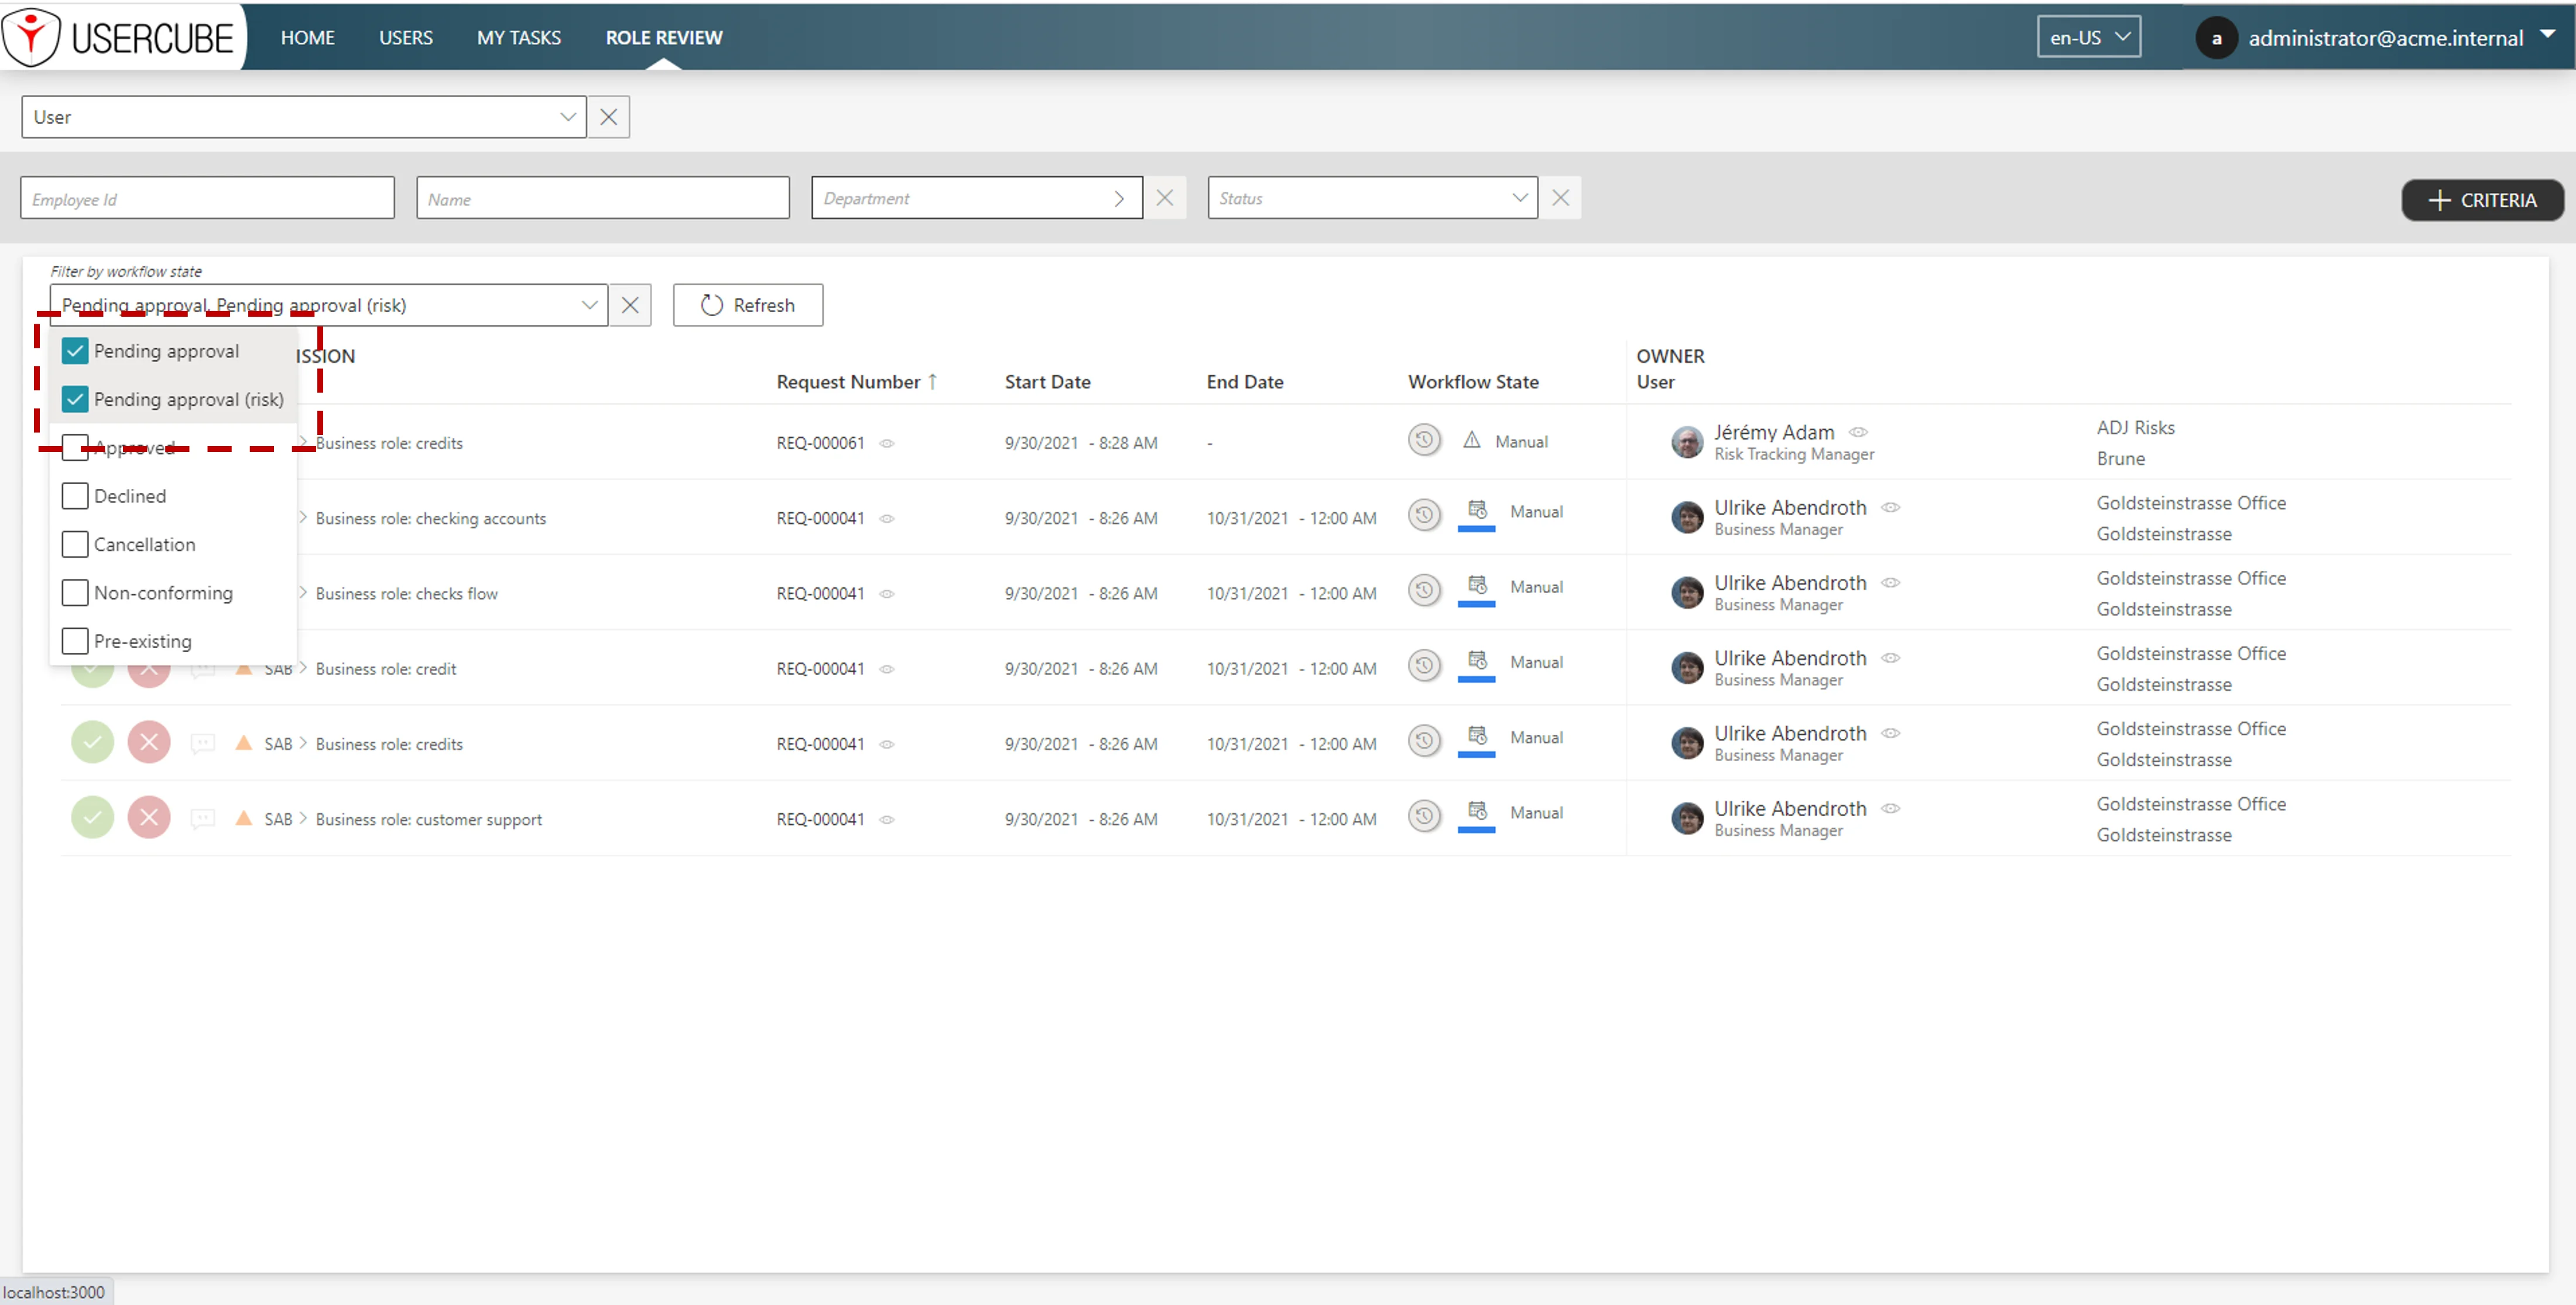 USERCUBE HOME USERS MY TASKS ROLE REVIEW en-US a administrator@acme.internal
User
Employee Id Name Department Status CRITERIA
Filter by workflow state
Pending approval, Pending approval (risk) Refresh
Pending approval
Pending approval (risk)
Approved
Declined
Cancellation
Non-conforming
Pre-existing
ISSION OWNER
Request Number Start Date End Date Workflow State User
Business role: credits REQ-000061 9/30/2021 - 8:28 AM - Manual Jérémy Adam ADJ Risks
Risk Tracking Manager Brune
Business role: checking accounts REQ-000041 9/30/2021 - 8:26 AM 10/31/2021 - 12:00 AM Manual Ulrike Abendroth Goldsteinstrasse Office
Business Manager Goldsteinstrasse
Business role: checks flow REQ-000041 9/30/2021 - 8:26 AM 10/31/2021 - 12:00 AM Manual Ulrike Abendroth Goldsteinstrasse Office
Business Manager Goldsteinstrasse
SAB > Business role: credit REQ-000041 9/30/2021 - 8:26 AM 10/31/2021 - 12:00 AM Manual Ulrike Abendroth Goldsteinstrasse Office
Business Manager Goldsteinstrasse
SAB > Business role: credits REQ-000041 9/30/2021 - 8:26 AM 10/31/2021 - 12:00 AM Manual Ulrike Abendroth Goldsteinstrasse Office
Business Manager Goldsteinstrasse
SAB > Business role: customer support REQ-000041 9/30/2021 - 8:26 AM 10/31/2021 - 12:00 AM Manual Ulrike Abendroth Goldsteinstrasse Office
Business Manager Goldsteinstrasse
localhost:3000